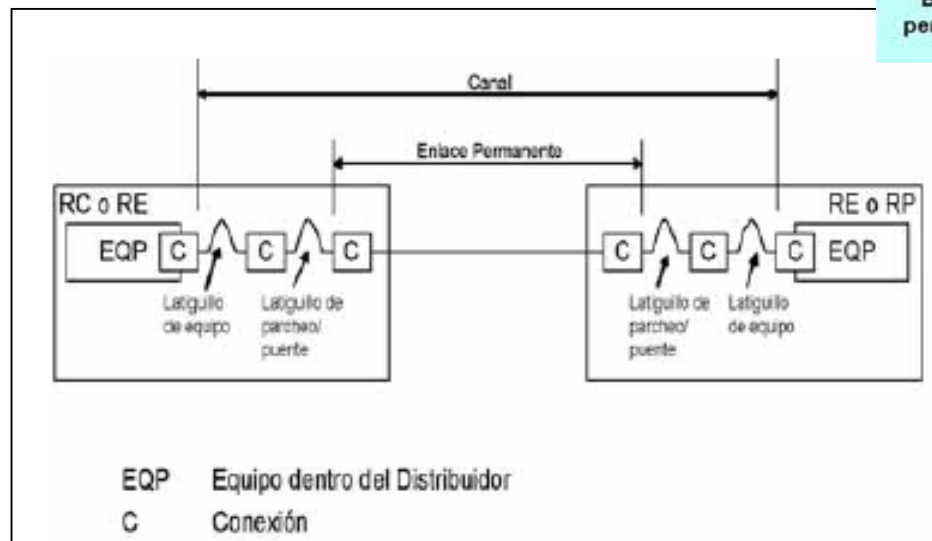 Canal
Enlace Permanente
RC o RE
RE o RP
EQP C C C
C C C EQP
Latiguillo de equipo
Latiguillo de parcheo/ puente
Latiguillo de parcheo/ puente
Latiguillo de equipo
EQP Equipo dentro del Distribuidor
C Conexión